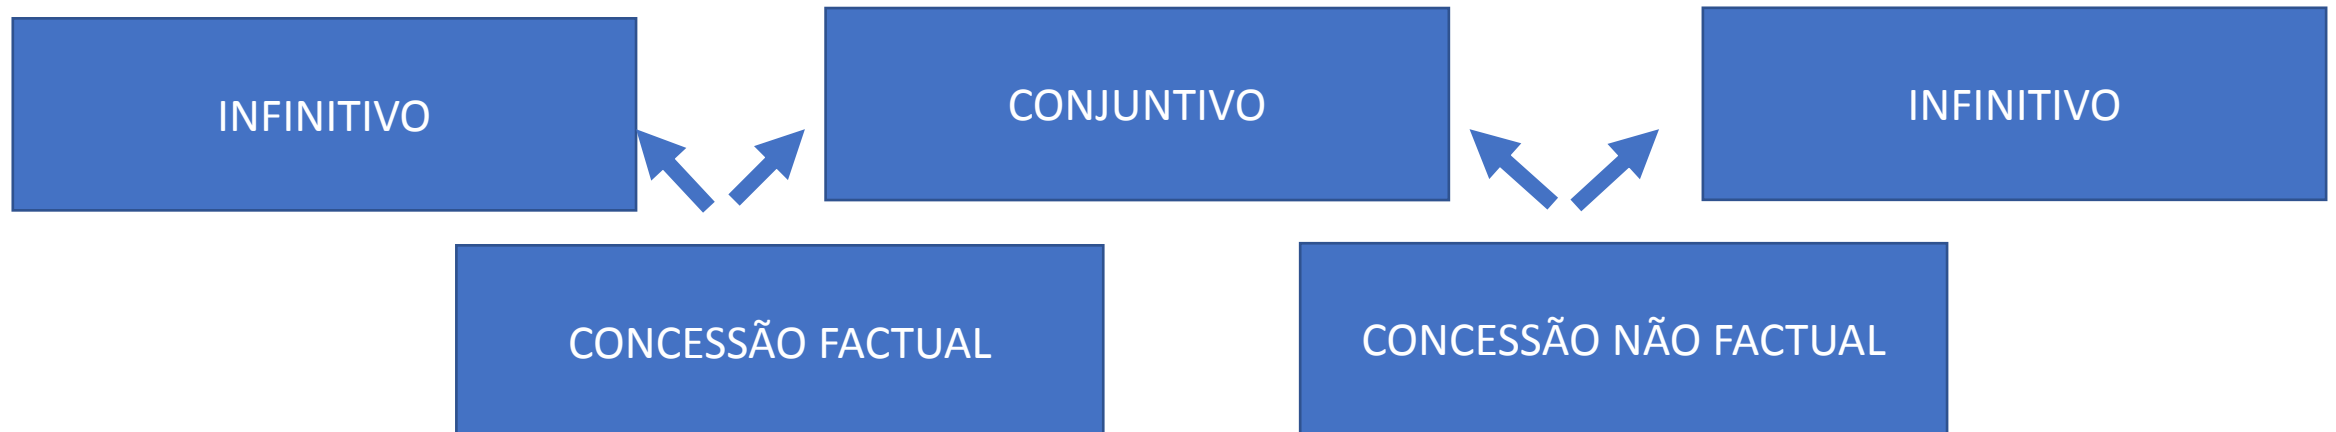 INFINITIVO
CONJUNTIVO
INFINITIVO
CONCESSÃO FACTUAL
CONCESSÃO NÃO FACTUAL